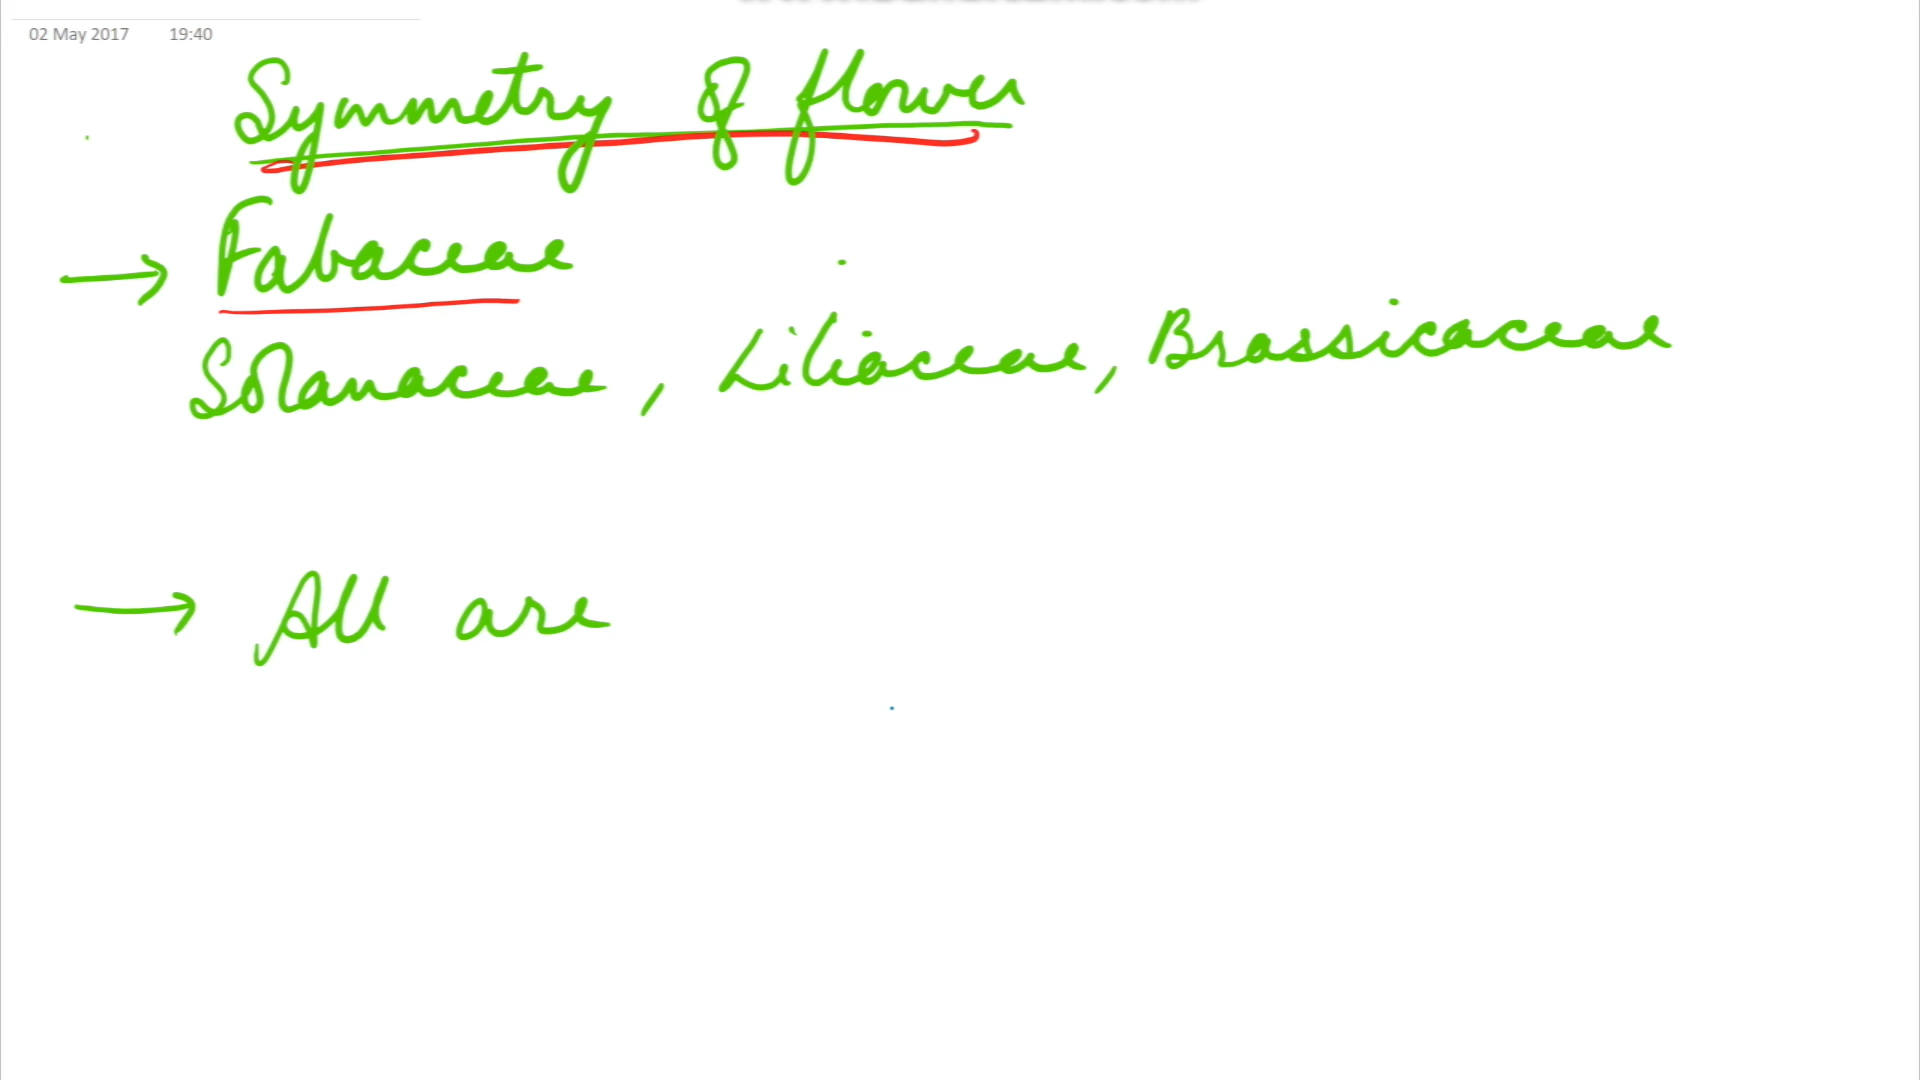 02 May 2017 19:40
Symmetry of flower
→ Fabaceae
Solanaceae, Liliaceae, Brassicaceae
→ All are